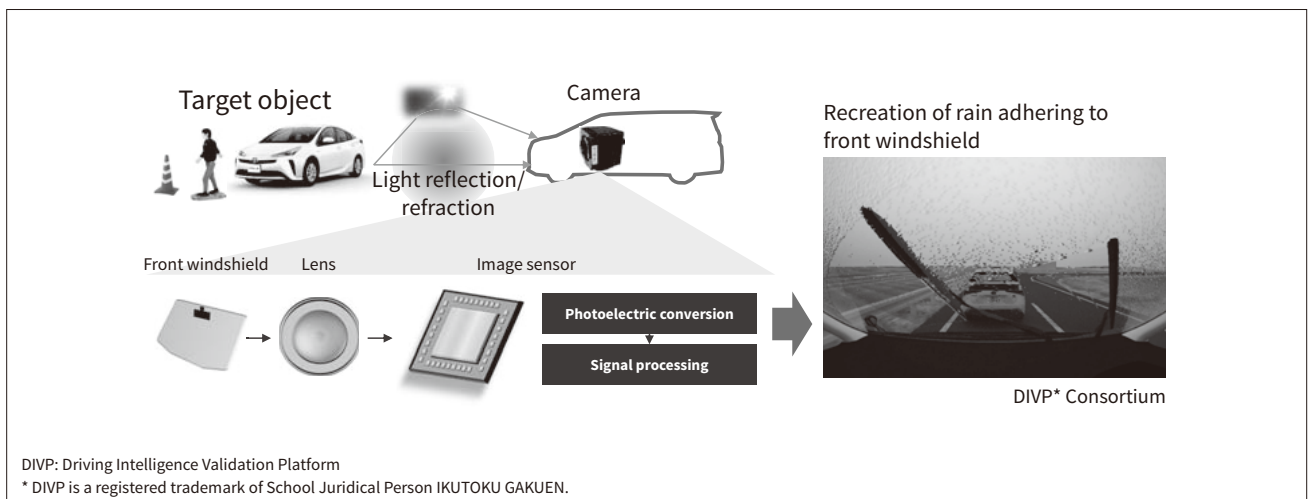 Target object
Camera
Light reflection/
refraction
Recreation of rain adhering to
front windshield
Front windshield
Lens
Image sensor
Photoelectric conversion
Signal processing
DIVP* Consortium
DIVP: Driving Intelligence Validation Platform
* DIVP is a registered trademark of School Juridical Person IKUTOKU GAKUEN.